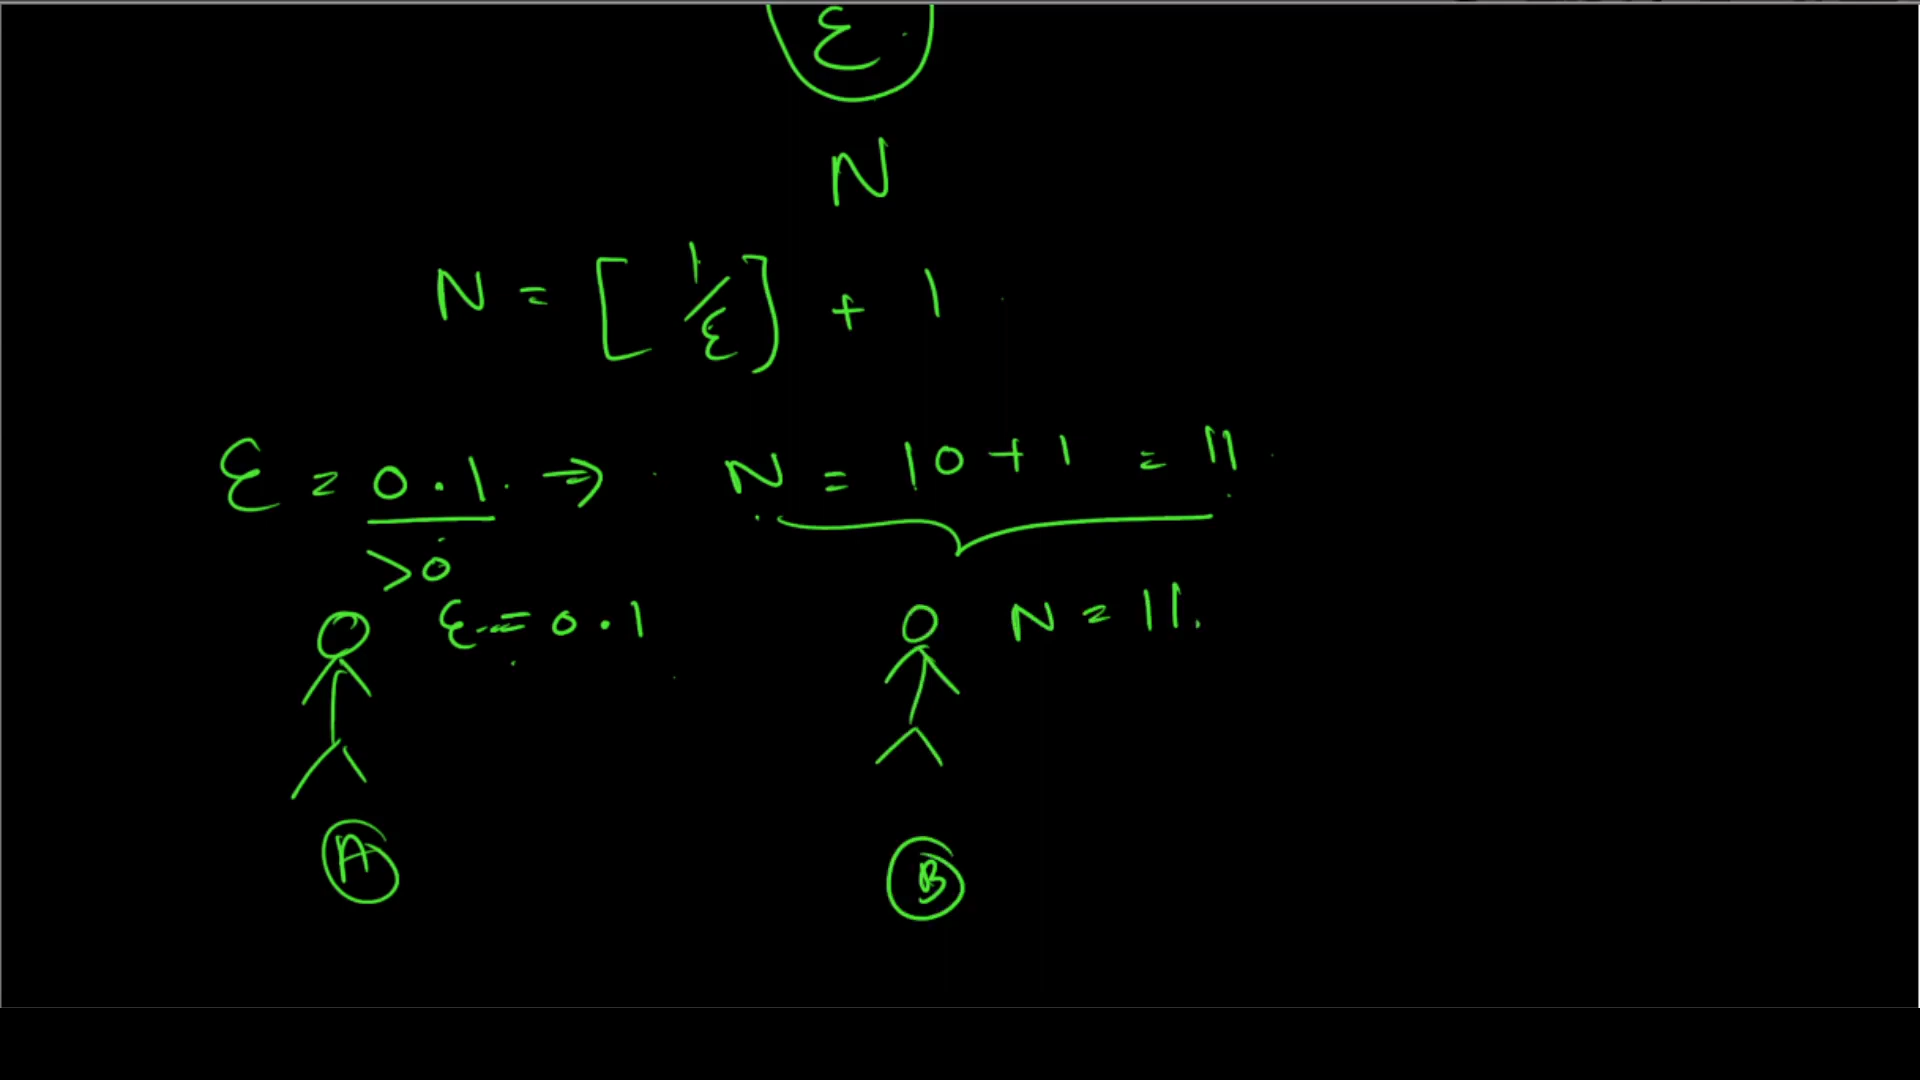 ε
N
N = [1/ε] + 1
ε = 0.1 ⇒ N = 10 + 1 = 11
>0
ε = 0.1
N = 11.
A
B